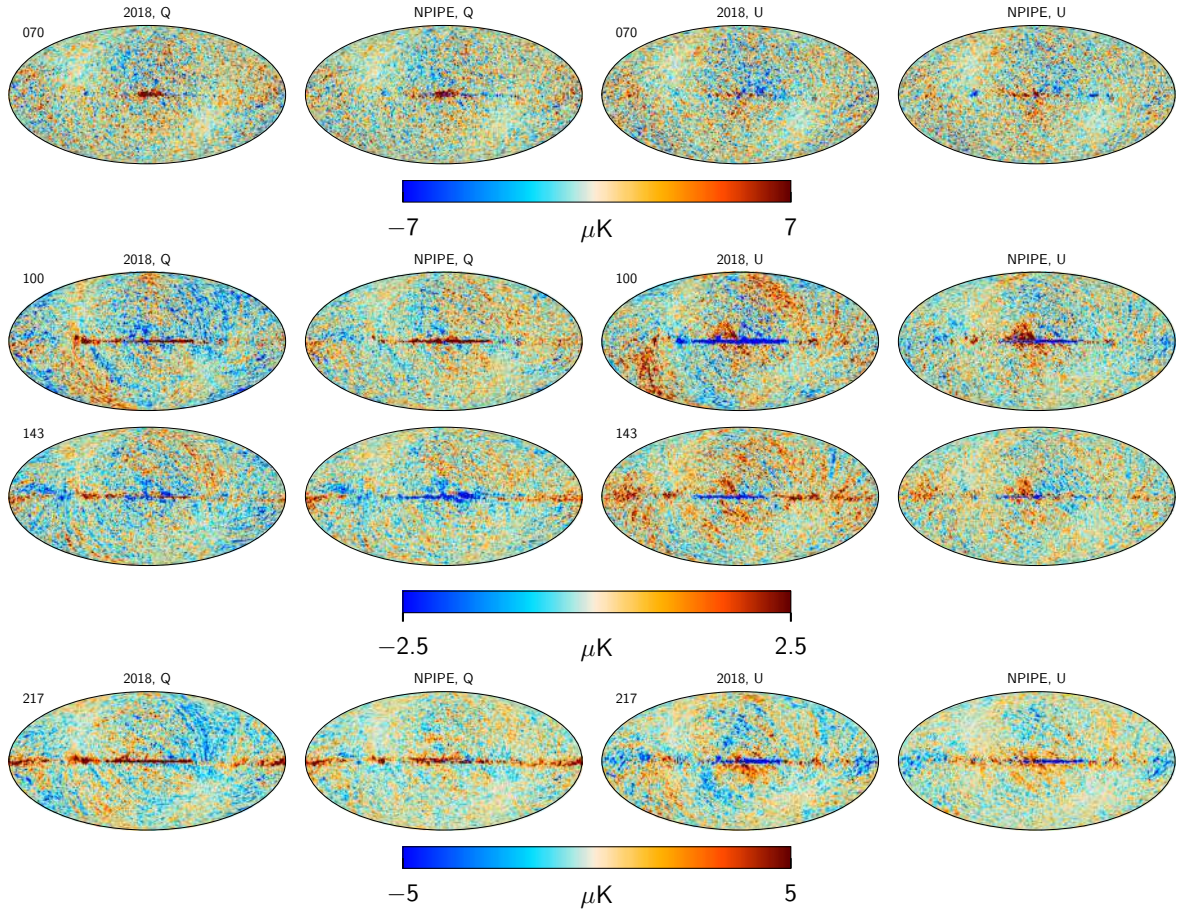 2018, Q NPIPE, Q 2018, U NPIPE, U
070 070
−7 μK 7
2018, Q NPIPE, Q 2018, U NPIPE, U
100 100
143 143
−2.5 μK 2.5
2018, Q NPIPE, Q 2018, U NPIPE, U
217 217
−5 μK 5